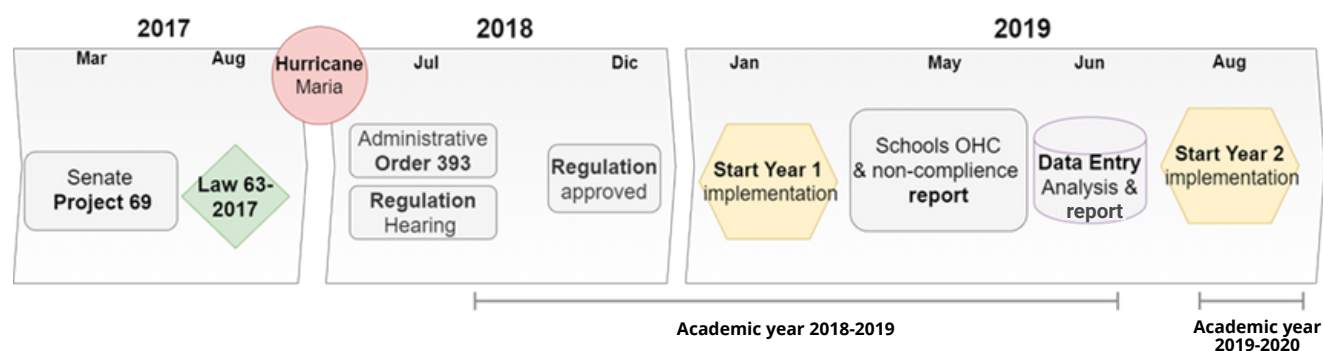 2017
2018
2019
Mar
Aug
Hurricane
Maria
Jul
Dic
Jan
May
Jun
Aug
Senate
Project 69
Law 63-
2017
Administrative
Order 393
Regulation
Hearing
Regulation
approved
Start Year 1
implementation
Schools OHC
& non-complience
report
Data Entry
Analysis &
report
Start Year 2
implementation
Academic year 2018-2019
Academic year
2019-2020